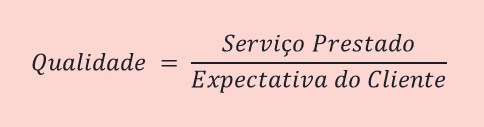 Qualidade = Serviço Prestado
Expectativa do Cliente